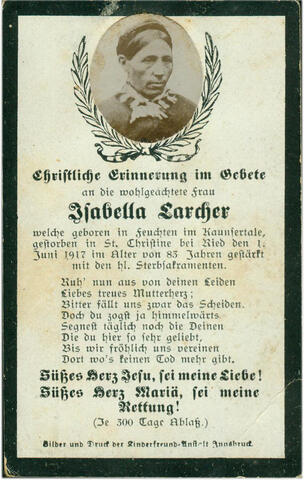 Christliche Erinnerung im Gebete
an die wohlgeachtete Frau
Isabella Larcher
welche geboren in Feuchten im Kaunsertale,
gestorben in St. Christine bei Ried den 1.
Juni 1917 im Alter von 83 Jahren gestärkt
mit den hl. Sterbsakramenten.
Ruh' nun aus von deinen Leiden
Liebes treues Mutterherz;
Bitter fällt uns zwar das Scheiden.
Doch du zogst ja himmelwärts.
Segnest täglich noch die Deinen
Die du hier so sehr geliebt,
Bis wir fröhlich uns vereinen
Dort wo's keinen Tod mehr gibt.
Süßes Herz Jesu, sei meine Liebe!
Süßes Herz Mariä, sei meine
Rettung!
(Je 300 Tage Ablaß.)
Bilder und Druck der Kinderfreund-Anstalt Innsbruck.